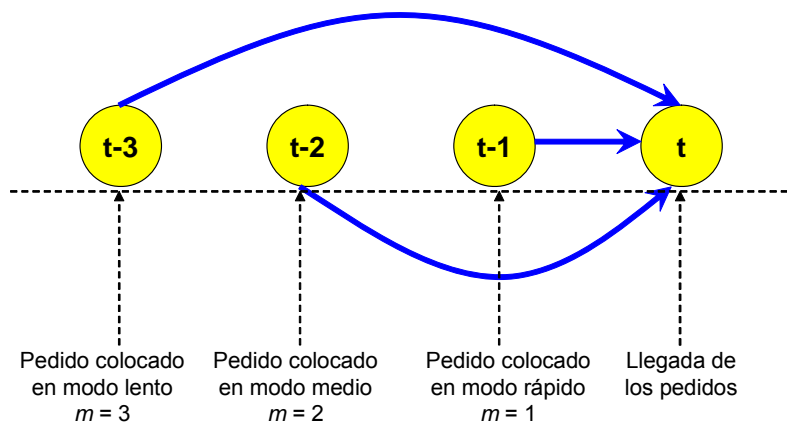 t-3
t-2
t-1
t
Pedido colocado
en modo lento
m = 3
Pedido colocado
en modo medio
m = 2
Pedido colocado
en modo rápido
m = 1
Llegada de
los pedidos